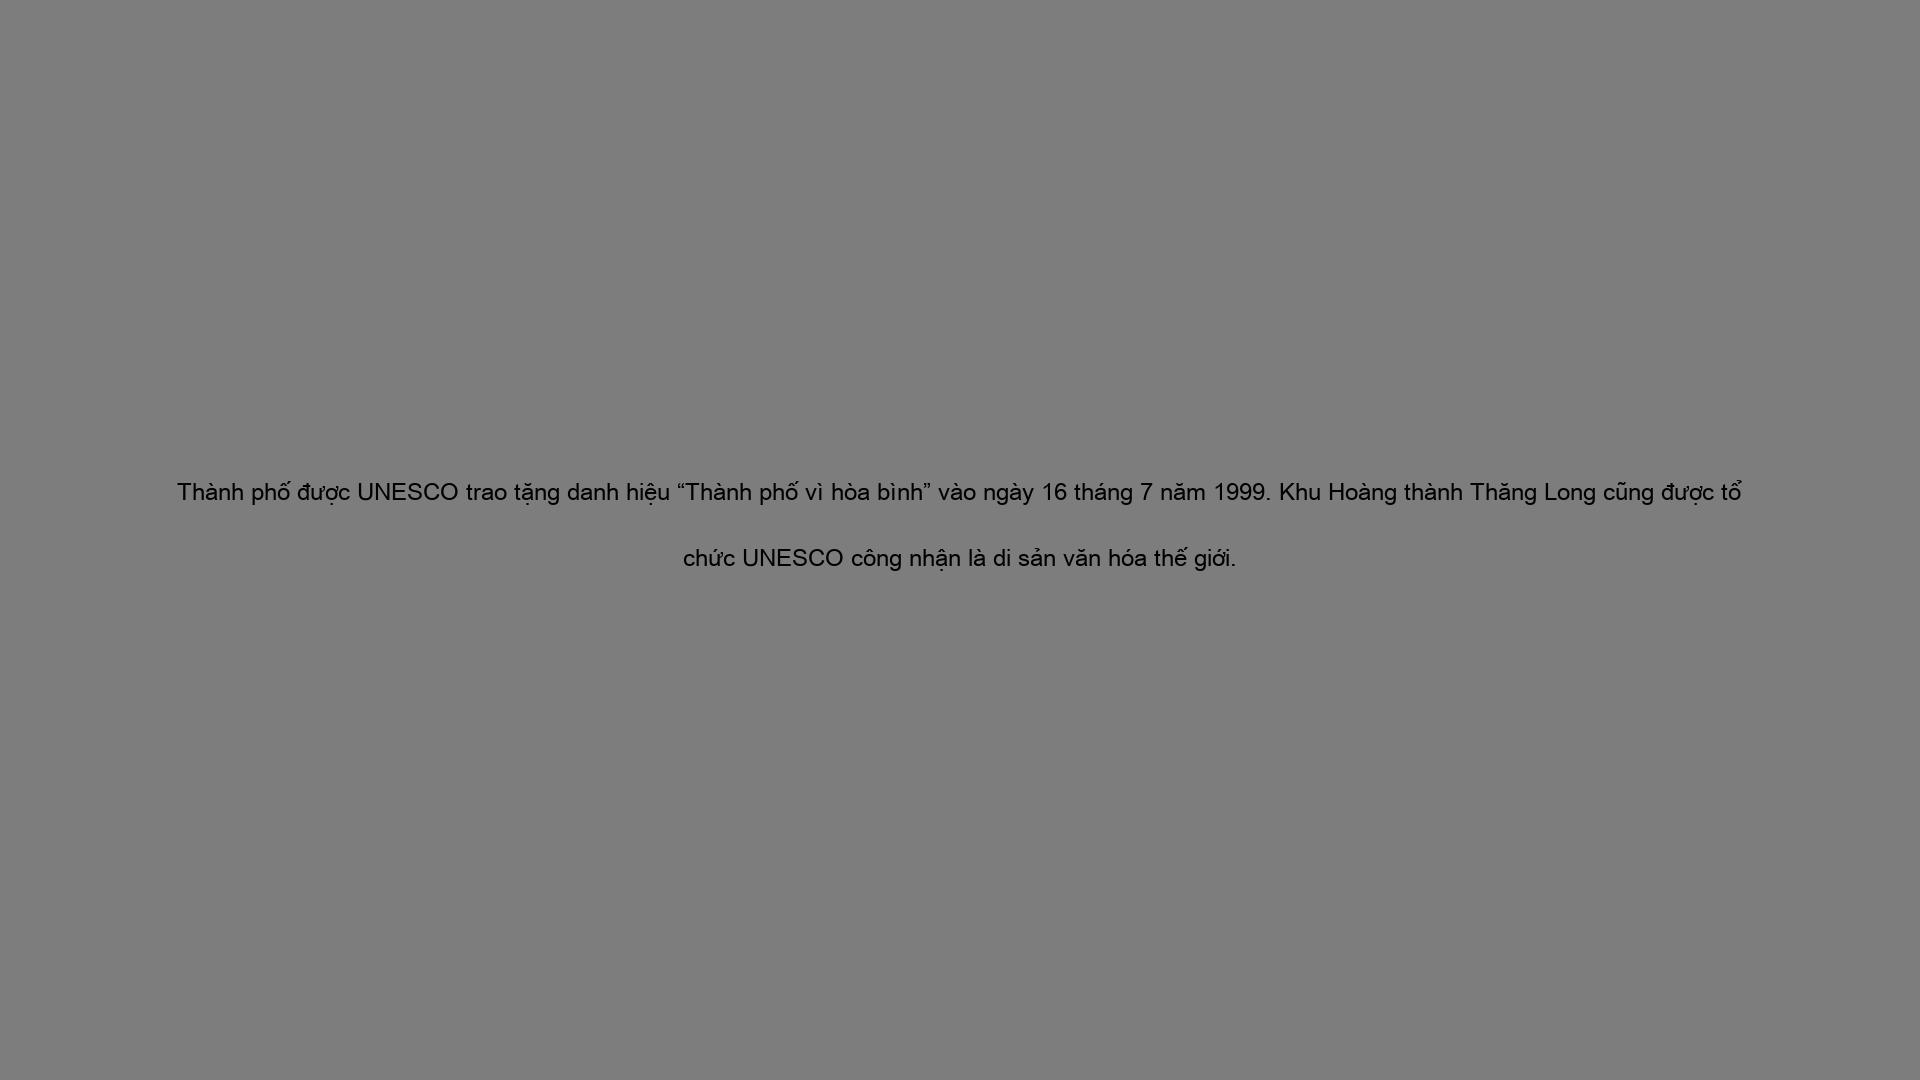 Thành phố được UNESCO trao tặng danh hiệu “Thành phố vì hòa bình” vào ngày 16 tháng 7 năm 1999. Khu Hoàng thành Thăng Long cũng được tổ
chức UNESCO công nhận là di sản văn hóa thế giới.